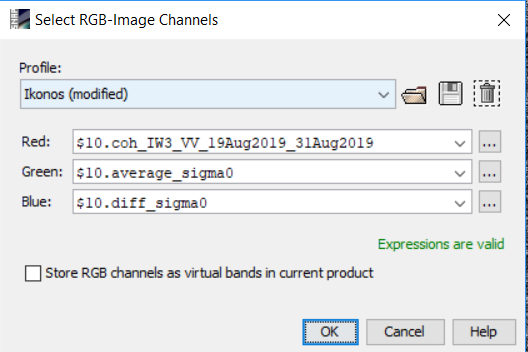 Select RGB-Image Channels
Profile:
Ikonos (modified)
Red: $10.coh_IW3_VV_19Aug2019_31Aug2019 ...
Green: $10.average_sigma0 ...
Blue: $10.diff_sigma0 ...
Expressions are valid
Store RGB channels as virtual bands in current product
OK Cancel Help